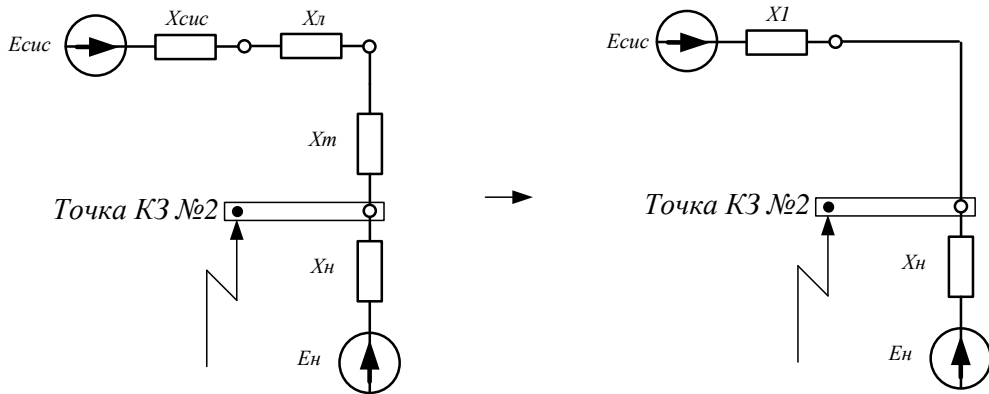 Xсис
Xл
Eсис
Xт
Точка КЗ №2
Xн
Eн
X1
Eсис
Точка КЗ №2
Xн
Eн